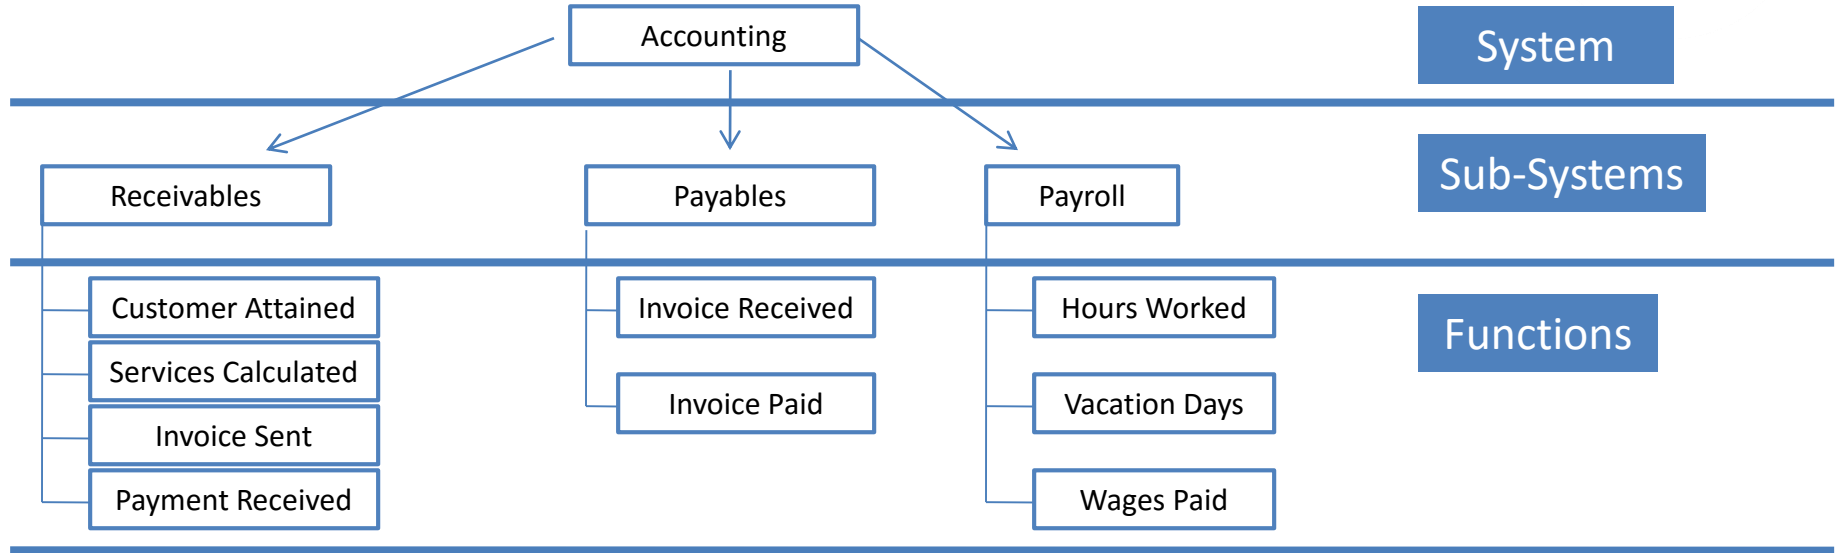 Accounting
System
Receivables
Payables
Payroll
Sub-Systems
Customer Attained
Services Calculated
Invoice Sent
Payment Received
Invoice Received
Invoice Paid
Hours Worked
Vacation Days
Wages Paid
Functions